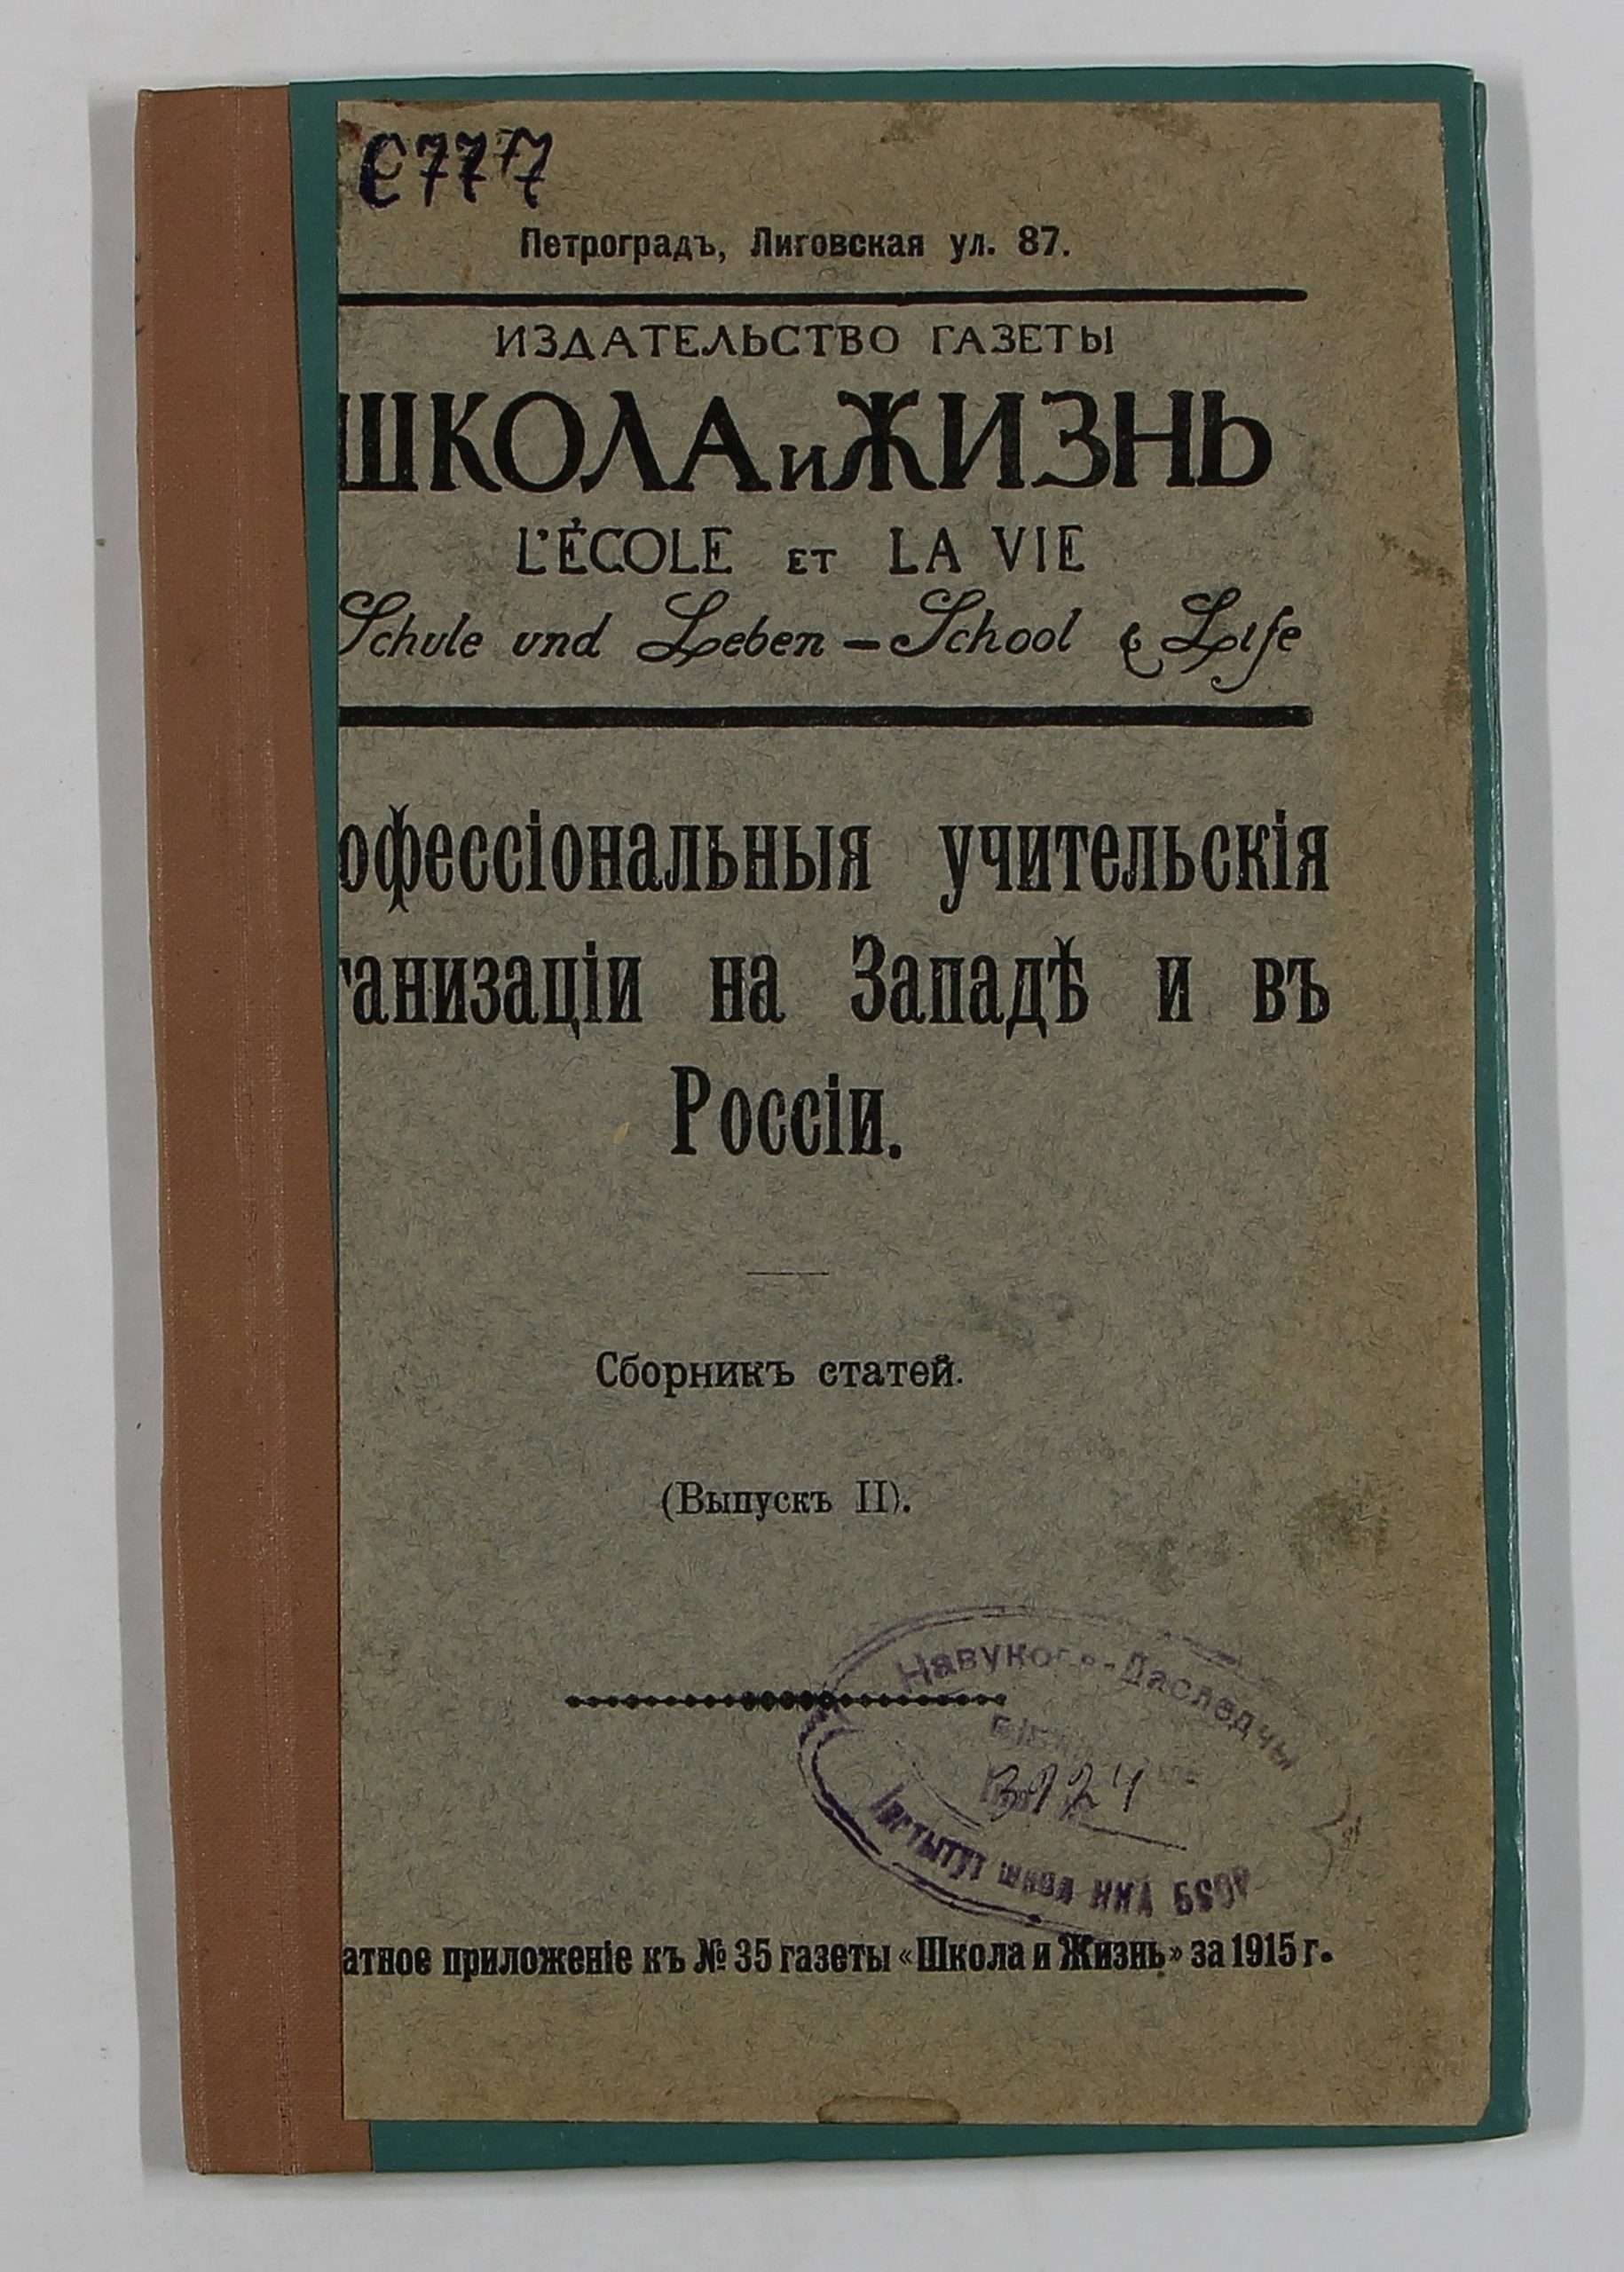 С7777
Петроградъ, Лиговская ул. 87.
ИЗДАТЕЛЬСТВО ГАЗЕТЫ
ШКОЛА и ЖИЗНЬ
L'ÉCOLE ET LA VIE
Schule und Leben – School & Life
офессіональныя учительскія
ганизаціи на Западѣ и въ
Россіи.
Сборникъ статей.
(Выпускъ II).
Навукова-Даследчы
3124
Інстытут школ НКА БССР
атное приложеніе къ № 35 газеты «Школа и Жизнь» за 1915 г.